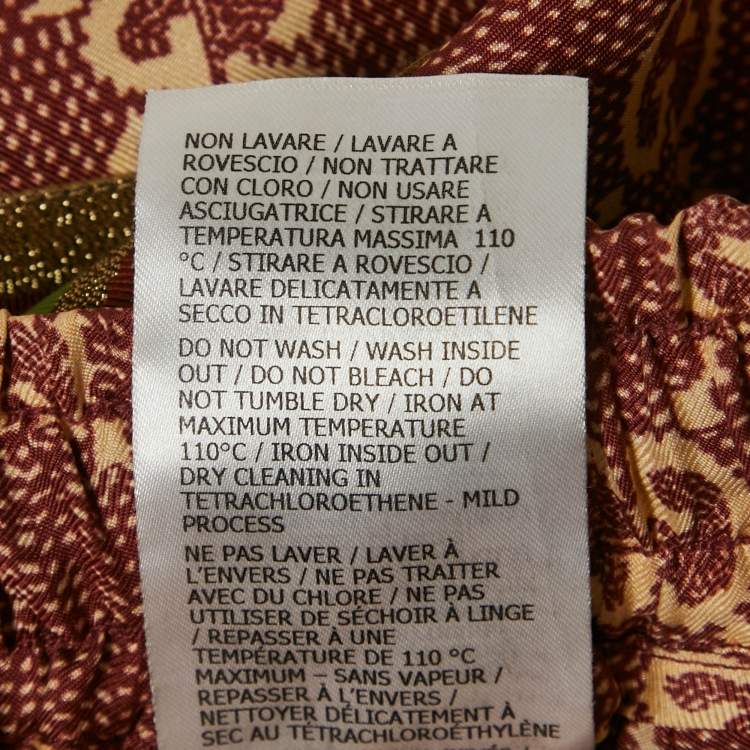 NON LAVARE / LAVARE A
ROVESCIO / NON TRATTARE
CON CLORO / NON USARE
ASCIUGATRICE / STIRARE A
TEMPERATURA MASSIMA 110
°C / STIRARE A ROVESCIO /
LAVARE DELICATAMENTE A
SECCO IN TETRACLOROETILENE
DO NOT WASH / WASH INSIDE
OUT / DO NOT BLEACH / DO
NOT TUMBLE DRY / IRON AT
MAXIMUM TEMPERATURE
110°C / IRON INSIDE OUT /
DRY CLEANING IN
TETRACHLOROETHENE - MILD
PROCESS
NE PAS LAVER / LAVER À
L'ENVERS / NE PAS TRAITER
AVEC DU CHLORE / NE PAS
UTILISER DE SÉCHOIR À LINGE
/ REPASSER À UNE
TEMPÉRATURE DE 110 °C
MAXIMUM – SANS VAPEUR /
REPASSER À L'ENVERS /
NETTOYER DÉLICATEMENT À
SEC AU TÉTRACHLOROÉTHYLÈNE